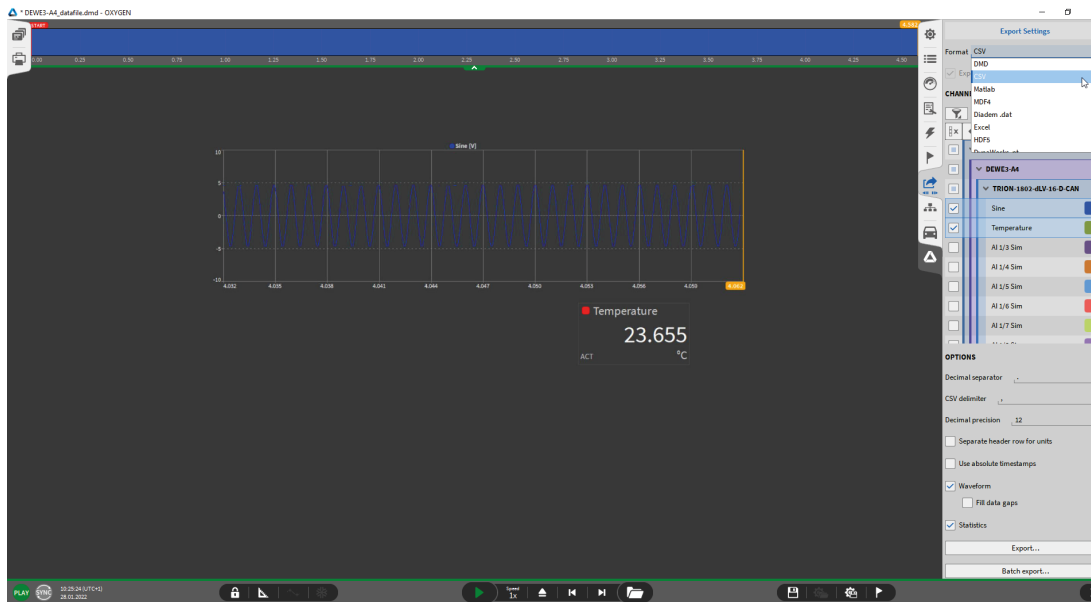 * DEWE3-A4_datafile.dmd - OXYGEN
START
4.562
0.00 0.25 0.50 0.75 1.00 1.25 1.50 1.75 2.00 2.25 2.50 2.75 3.00 3.25 3.50 3.75 4.00 4.25 4.50
Sine [V]
10
5
0
-5
-10
4.032 4.035 4.038 4.041 4.044 4.047 4.050 4.053 4.056 4.059 4.062
Temperature
23.655
ACT °C
Export Settings
Format CSV
DMD
CSV
Matlab
MDF4
Diadem .dat
Excel
HDF5
Exp
CHANN
DEWE3-A4
TRION-1802-dLV-16-D-CAN
Sine
Temperature
AI 1/3 Sim
AI 1/4 Sim
AI 1/5 Sim
AI 1/6 Sim
AI 1/7 Sim
OPTIONS
Decimal separator .
CSV delimiter ,
Decimal precision 12
Separate header row for units
Use absolute timestamps
Waveform
Fill data gaps
Statistics
Export...
Batch export...
PLAY SYNC 10:29:24 (UTC+1)
28.01.2022
Speed
1x